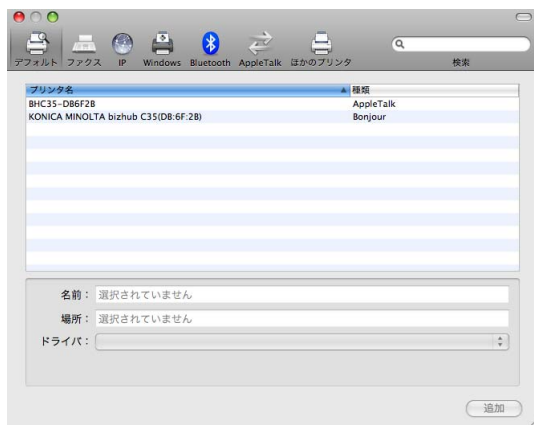 デフォルト ファクス IP Windows Bluetooth AppleTalk ほかのプリンタ 検索
プリンタ名 種類
BHC35-DB6F2B AppleTalk
KONICA MINOLTA bizhub C35(DB:6F:2B) Bonjour
名前： 選択されていません
場所： 選択されていません
ドライバ：
追加